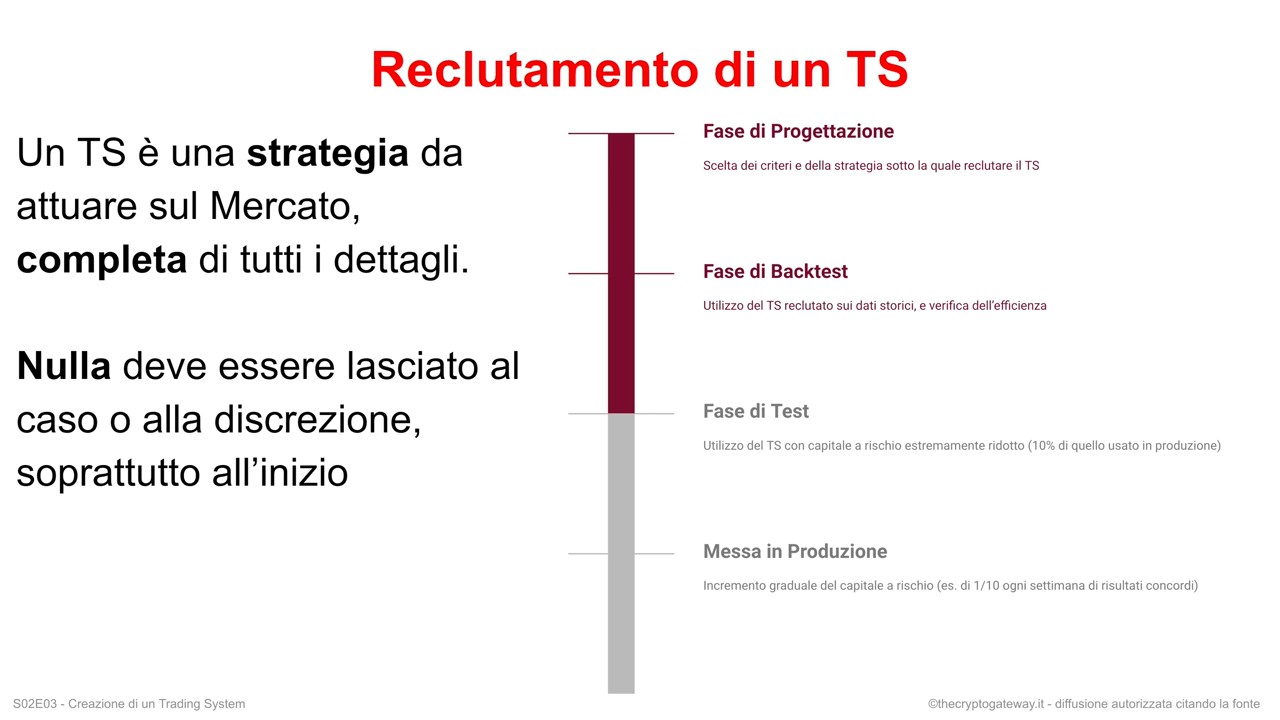 Reclutamento di un TS
Un TS è una strategia da
attuare sul Mercato,
completa di tutti i dettagli.
Nulla deve essere lasciato al
caso o alla discrezione,
soprattutto all’inizio
Fase di Progettazione
Scelta dei criteri e della strategia sotto la quale reclutare il TS
Fase di Backtest
Utilizzo del TS reclutato sui dati storici, e verifica dell’efficienza
Fase di Test
Utilizzo del TS con capitale a rischio estremamente ridotto (10% di quello usato in produzione)
Messa in Produzione
Incremento graduale del capitale a rischio (es. di 1/10 ogni settimana di risultati concordi)
S02E03 - Creazione di un Trading System
©thecryptogateway.it - diffusione autorizzata citando la fonte